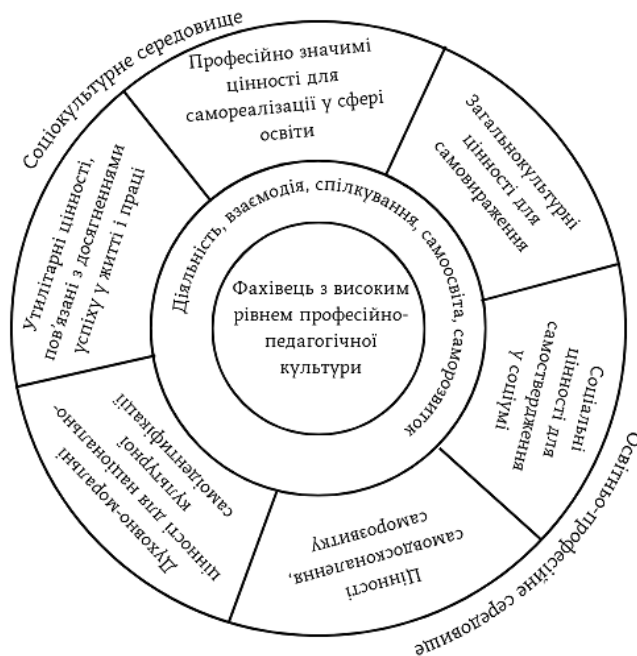 Соціокультурне середовище
Професійно значимі
цінності для
самореалізації у сфері
освіти
Загальнокультурні
цінності для
самовираження
Соціальні
цінності для
самоствердження
у соціумі
Цінності
самовдосконалення,
саморозвитку
Духовно-моральні
цінності для національно-
культурної
самоідентифікації
Утилітарні цінності,
пов’язані з досягненнями
успіху у житті і праці
Діяльність, взаємодія, спілкування, самоосвіта, саморозвиток
Фахівець з високим
рівнем професійно-
педагогічної
культури
Освітньо-професійне середовище